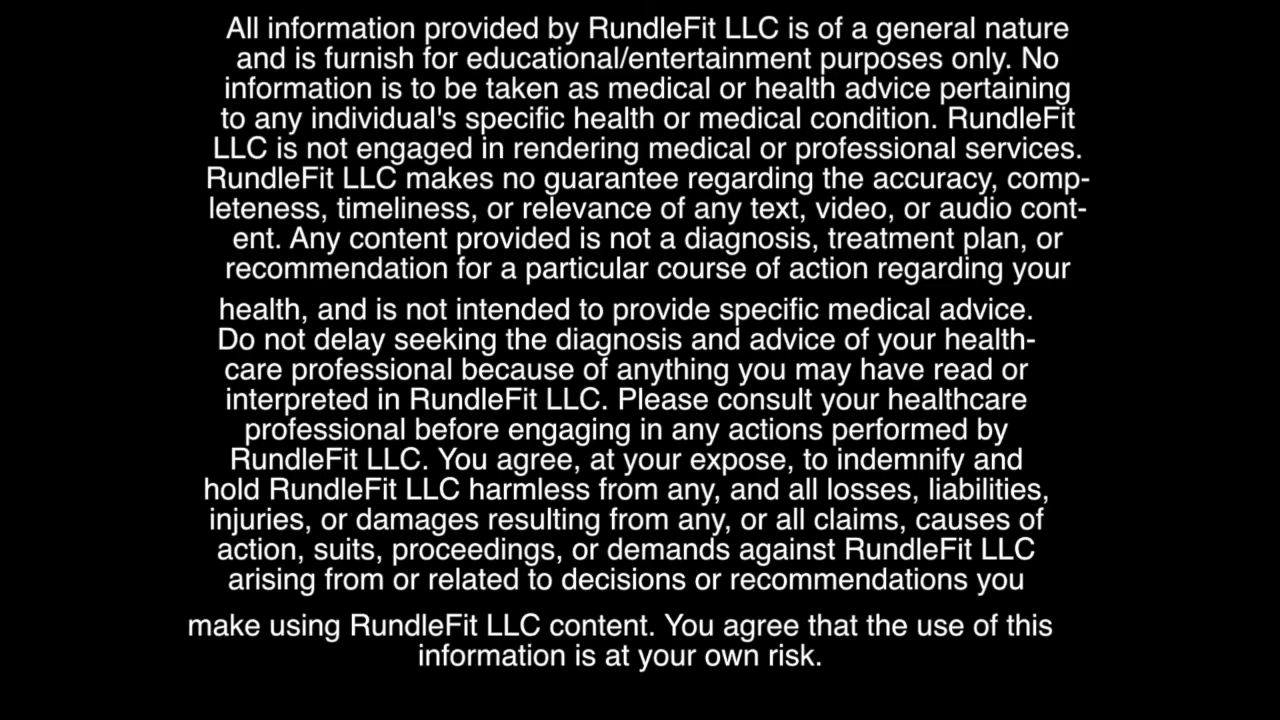 All information provided by RundleFit LLC is of a general nature
and is furnish for educational/entertainment purposes only. No
information is to be taken as medical or health advice pertaining
to any individual's specific health or medical condition. RundleFit
LLC is not engaged in rendering medical or professional services.
RundleFit LLC makes no guarantee regarding the accuracy, comp-
leteness, timeliness, or relevance of any text, video, or audio cont-
ent. Any content provided is not a diagnosis, treatment plan, or
recommendation for a particular course of action regarding your
health, and is not intended to provide specific medical advice.
Do not delay seeking the diagnosis and advice of your health-
care professional because of anything you may have read or
interpreted in RundleFit LLC. Please consult your healthcare
professional before engaging in any actions performed by
RundleFit LLC. You agree, at your expose, to indemnify and
hold RundleFit LLC harmless from any, and all losses, liabilities,
injuries, or damages resulting from any, or all claims, causes of
action, suits, proceedings, or demands against RundleFit LLC
arising from or related to decisions or recommendations you
make using RundleFit LLC content. You agree that the use of this
information is at your own risk.